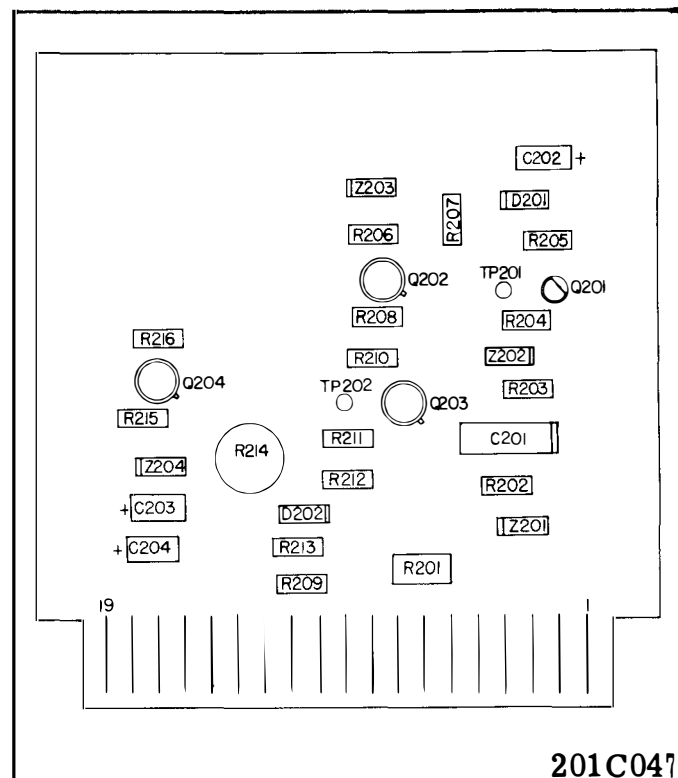 C202 +
Z203
D201
R207
R206
R205
Q202
TP201
Q201
R208
R204
R216
R210
Z202
Q204
TP202
Q203
R203
R215
R211
C201
R214
Z204
R212
R202
+ C203
D202
Z201
+ C204
R213
R201
R209
19
1
201C047